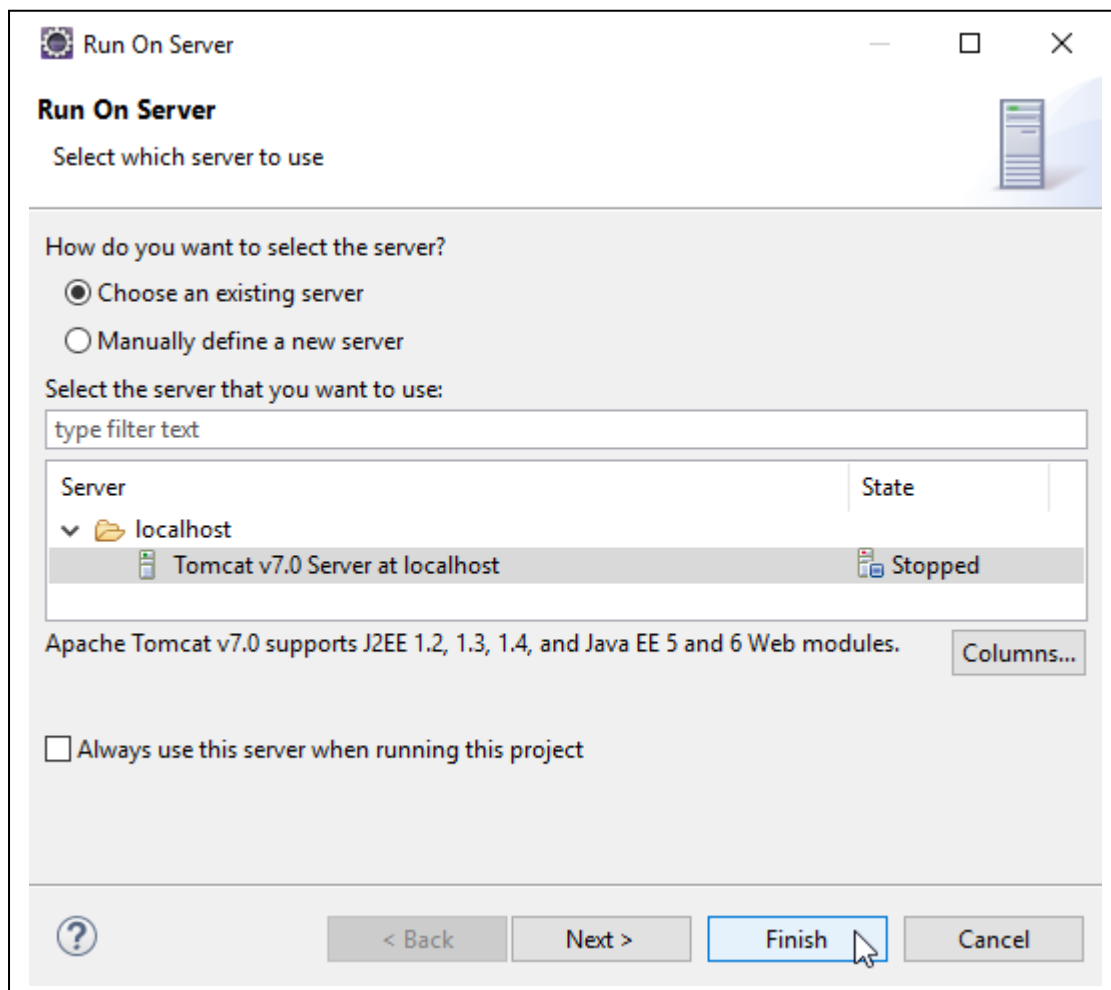 Run On Server
Run On Server
Select which server to use
How do you want to select the server?
Choose an existing server
Manually define a new server
Select the server that you want to use:
type filter text
Server State
localhost
Tomcat v7.0 Server at localhost Stopped
Apache Tomcat v7.0 supports J2EE 1.2, 1.3, 1.4, and Java EE 5 and 6 Web modules.
Columns...
Always use this server when running this project
? < Back Next > Finish Cancel